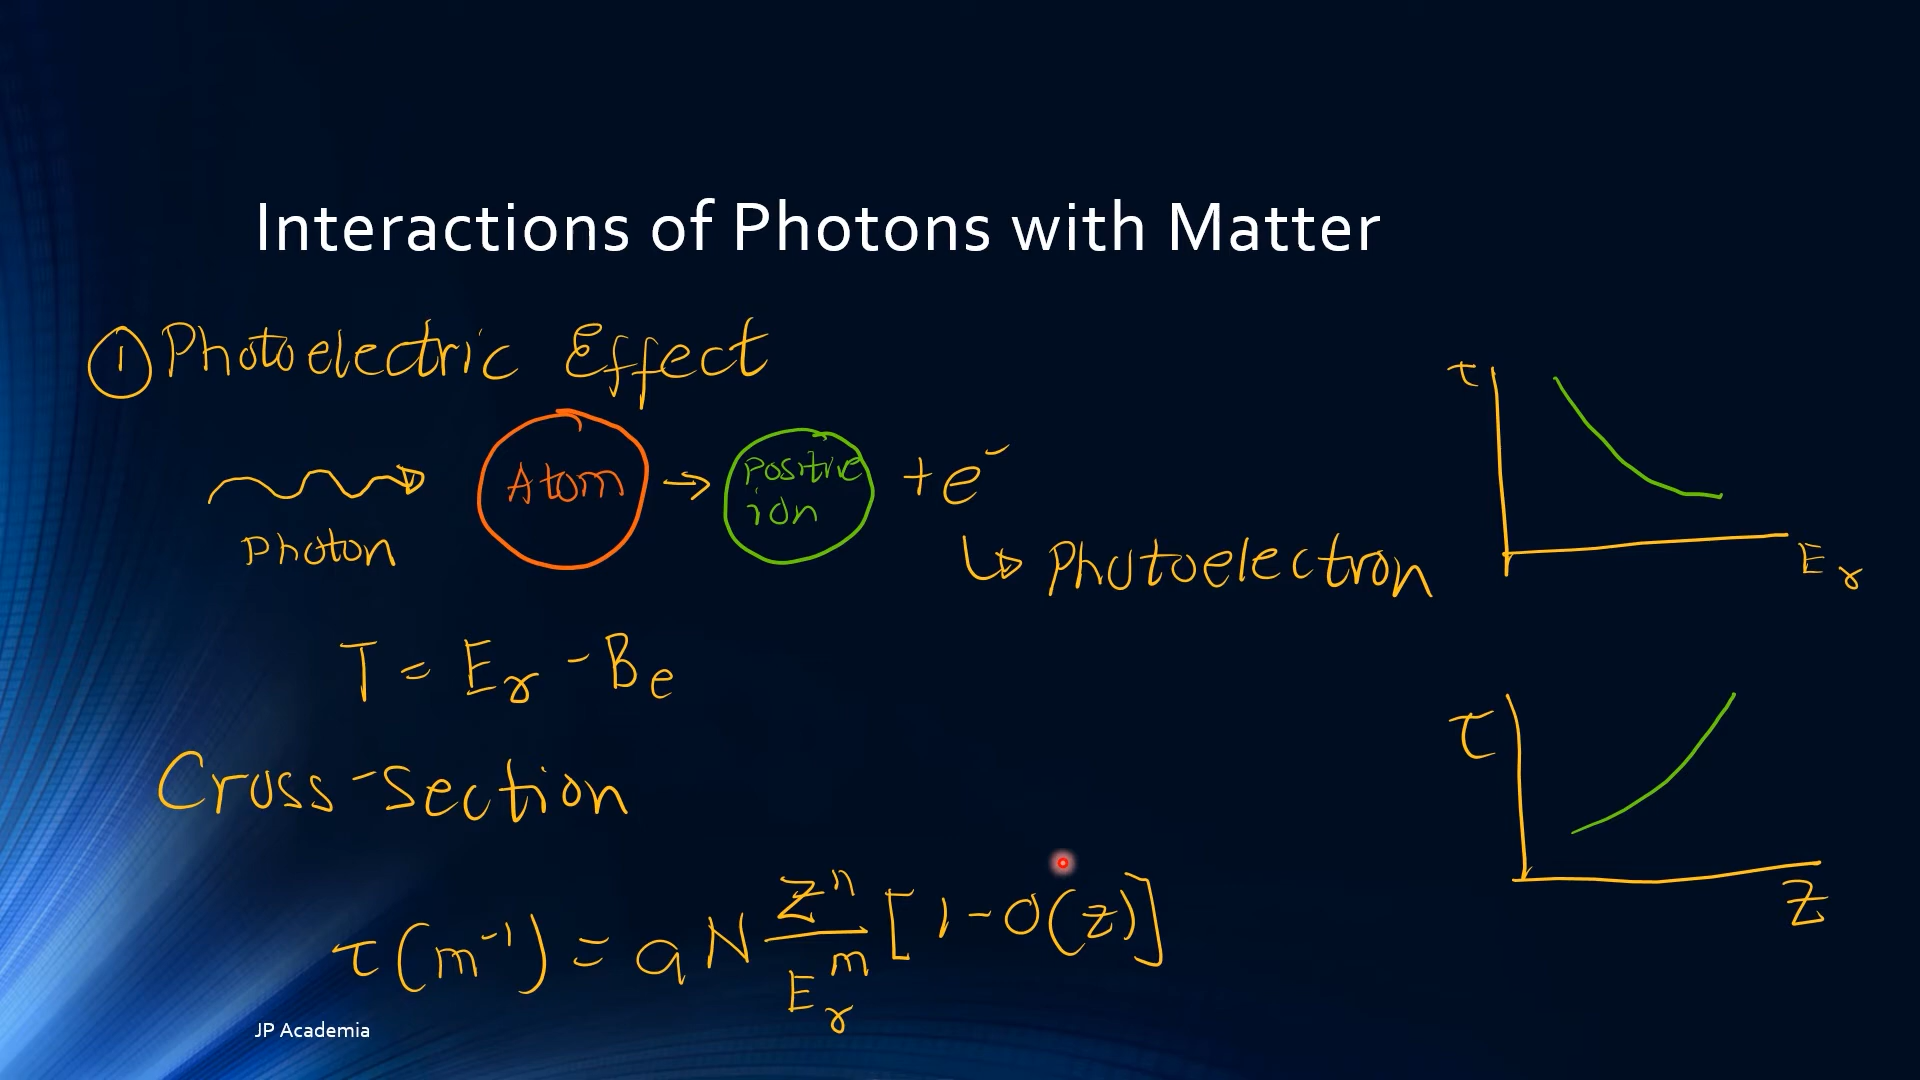 Interactions of Photons with Matter
① Photoelectric Effect
Photon
Atom → Positive ion + e⁻
↳ Photoelectron
T = Eγ - Be
Cross-section
τ(m⁻¹) = aN Zⁿ/Eγᵐ [1-O(z)]
τ
Eγ
τ
Z
JP Academia